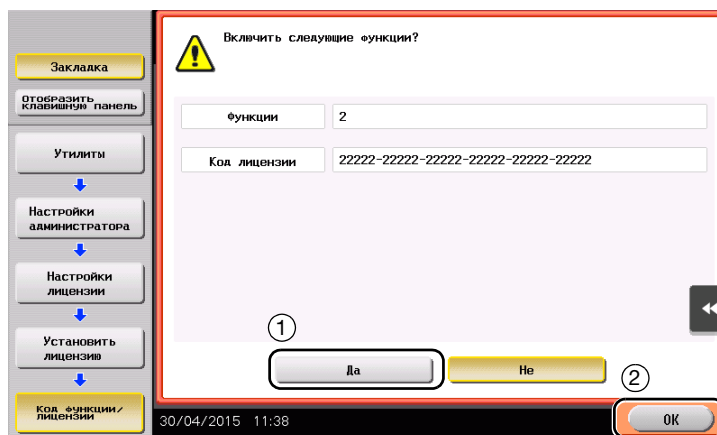 Закладка
Отобразить
клавишную панель
Утилиты
Настройки
администратора
Настройки
лицензии
Установить
лицензию
Код функции/
лицензии
Включить следующие функции?
Функции
2
Код лицензии
22222-22222-22222-22222-22222-22222
1
Да
Не
2
30/04/2015 11:38
OK